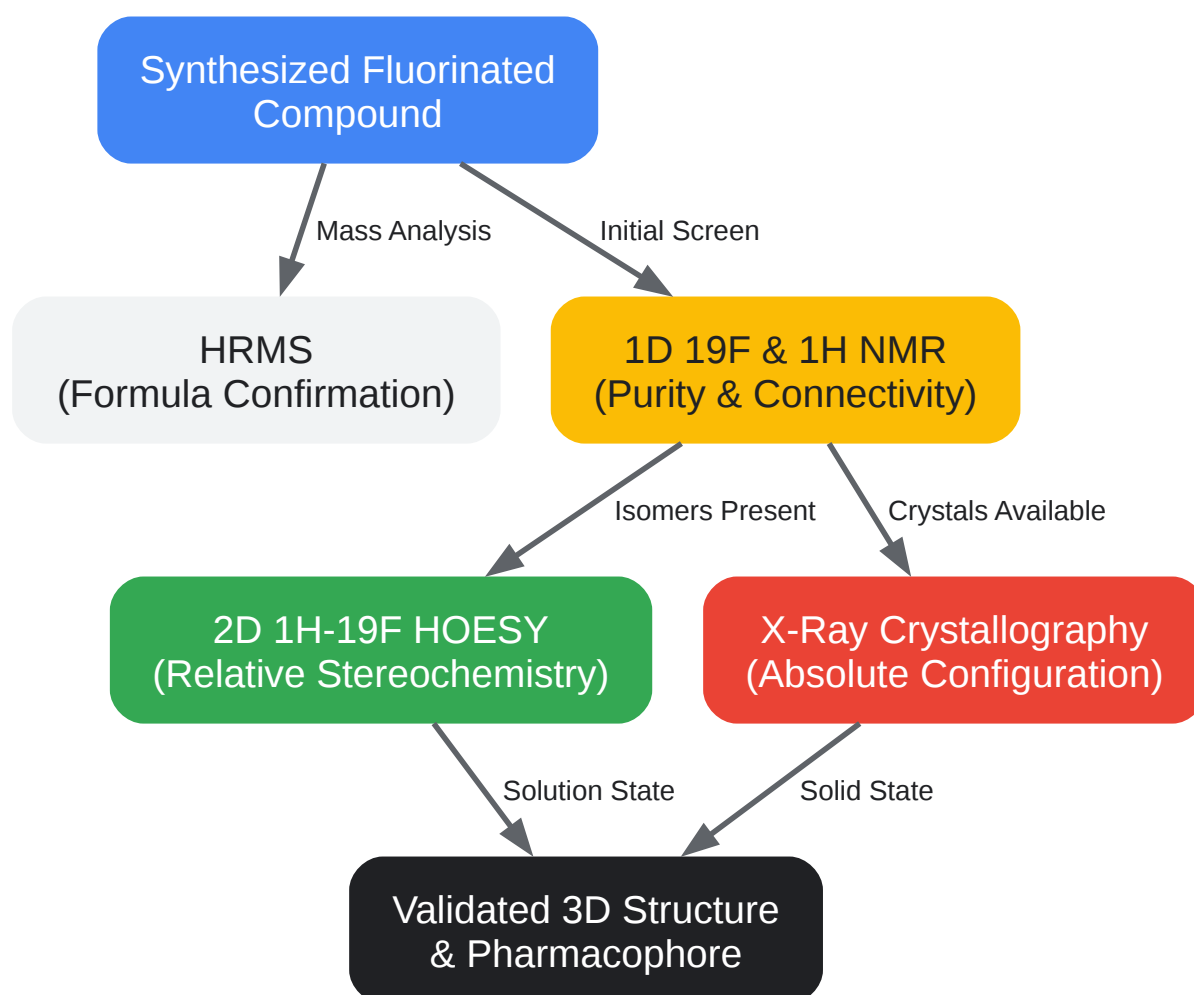 Synthesized Fluorinated
Compound
Mass Analysis
Initial Screen
HRMS
(Formula Confirmation)
1D 19F & 1H NMR
(Purity & Connectivity)
Isomers Present
Crystals Available
2D 1H-19F HOESY
(Relative Stereochemistry)
X-Ray Crystallography
(Absolute Configuration)
Solution State
Solid State
Validated 3D Structure
& Pharmacophore